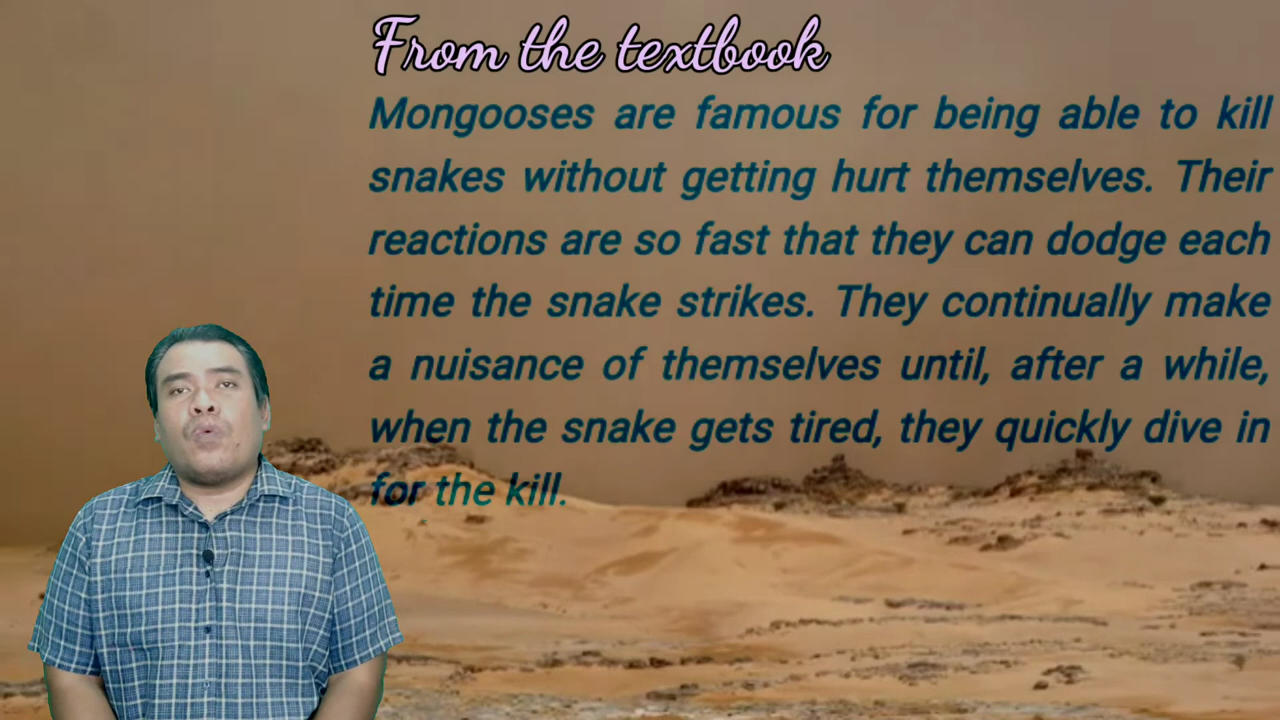 From the textbook
Mongooses are famous for being able to kill
snakes without getting hurt themselves. Their
reactions are so fast that they can dodge each
time the snake strikes. They continually make
a nuisance of themselves until, after a while,
when the snake gets tired, they quickly dive in
for the kill.